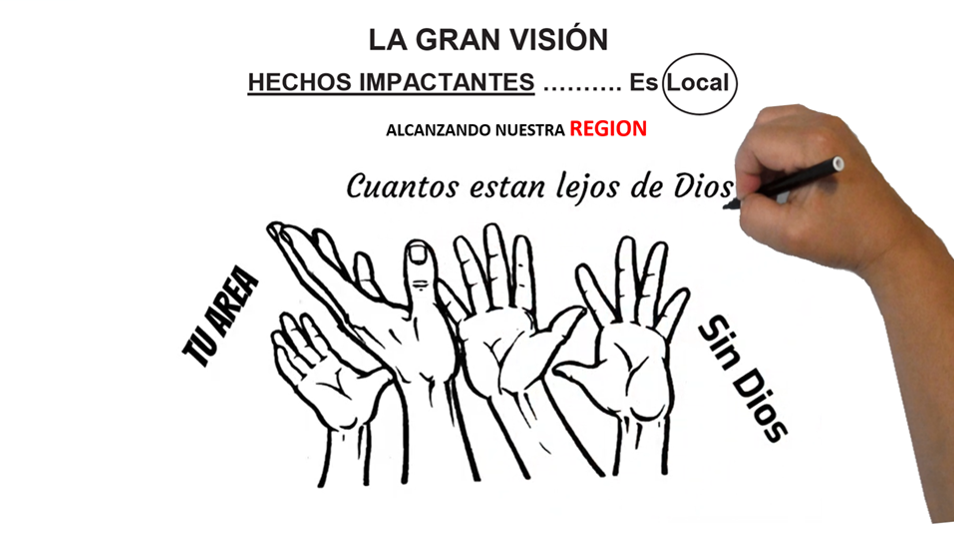 LA GRAN VISIÓN
HECHOS IMPACTANTES .......... Es Local
ALCANZANDO NUESTRA REGION
Cuantos estan lejos de Dios
TU AREA
Sin Dios